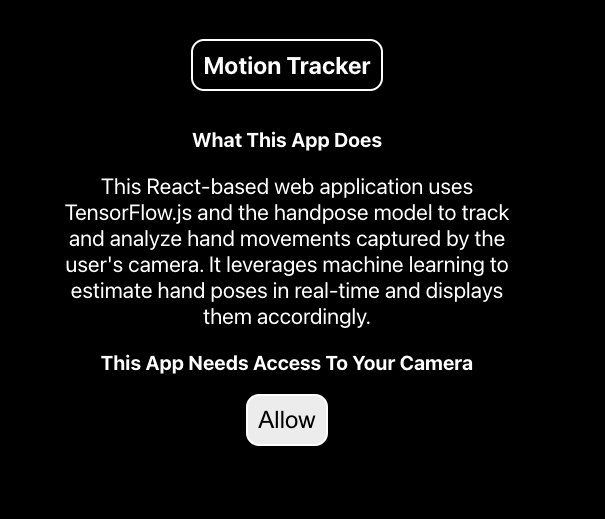 Motion Tracker
What This App Does
This React-based web application uses
TensorFlow.js and the handpose model to track
and analyze hand movements captured by the
user's camera. It leverages machine learning to
estimate hand poses in real-time and displays
them accordingly.
This App Needs Access To Your Camera
Allow